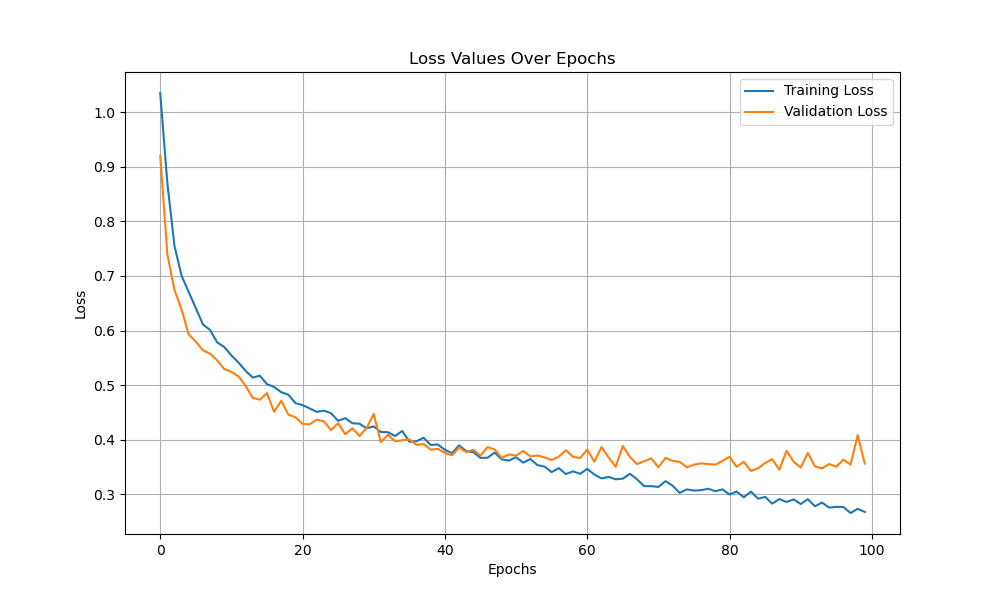 Loss Values Over Epochs
Training Loss
Validation Loss
Loss
1.0
0.9
0.8
0.7
0.6
0.5
0.4
0.3
0 20 40 60 80 100
Epochs